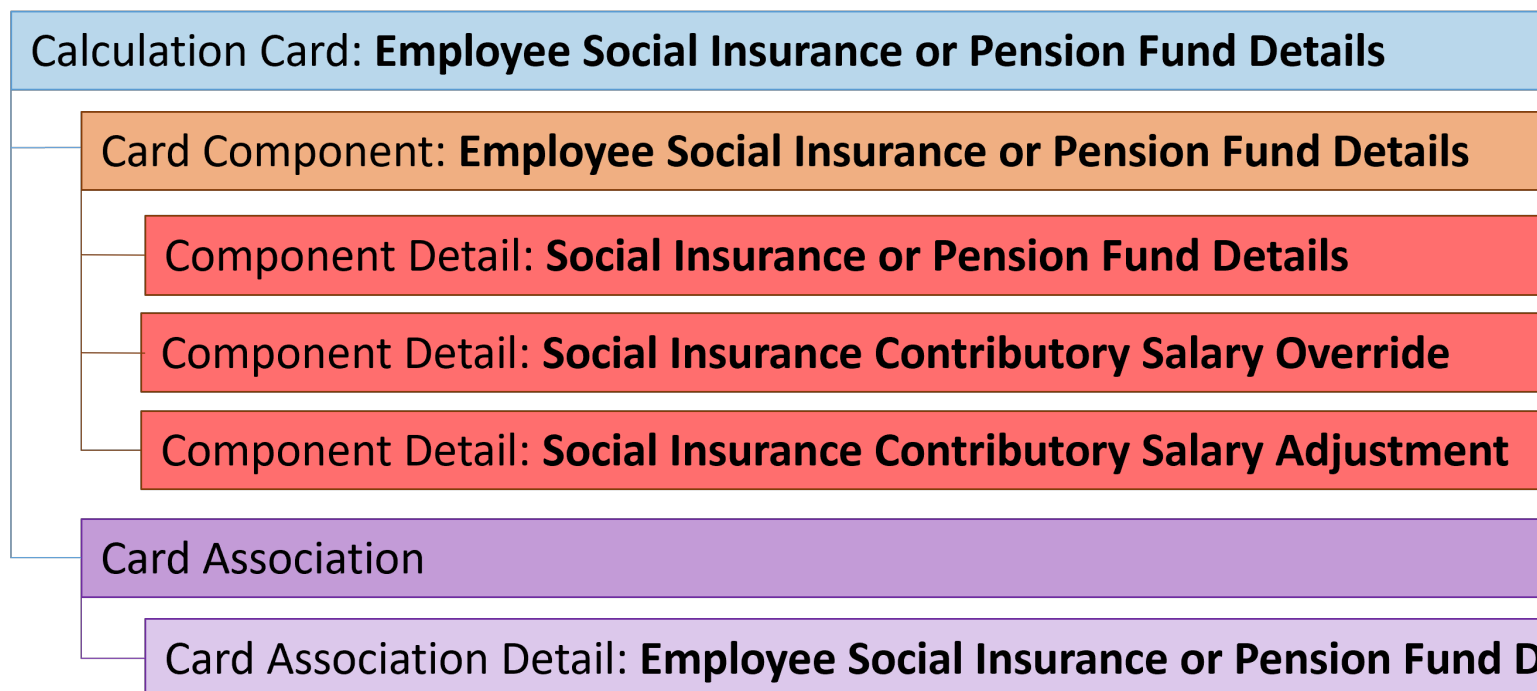 Calculation Card: Employee Social Insurance or Pension Fund Details
Card Component: Employee Social Insurance or Pension Fund Details
Component Detail: Social Insurance or Pension Fund Details
Component Detail: Social Insurance Contributory Salary Override
Component Detail: Social Insurance Contributory Salary Adjustment
Card Association
Card Association Detail: Employee Social Insurance or Pension Fund